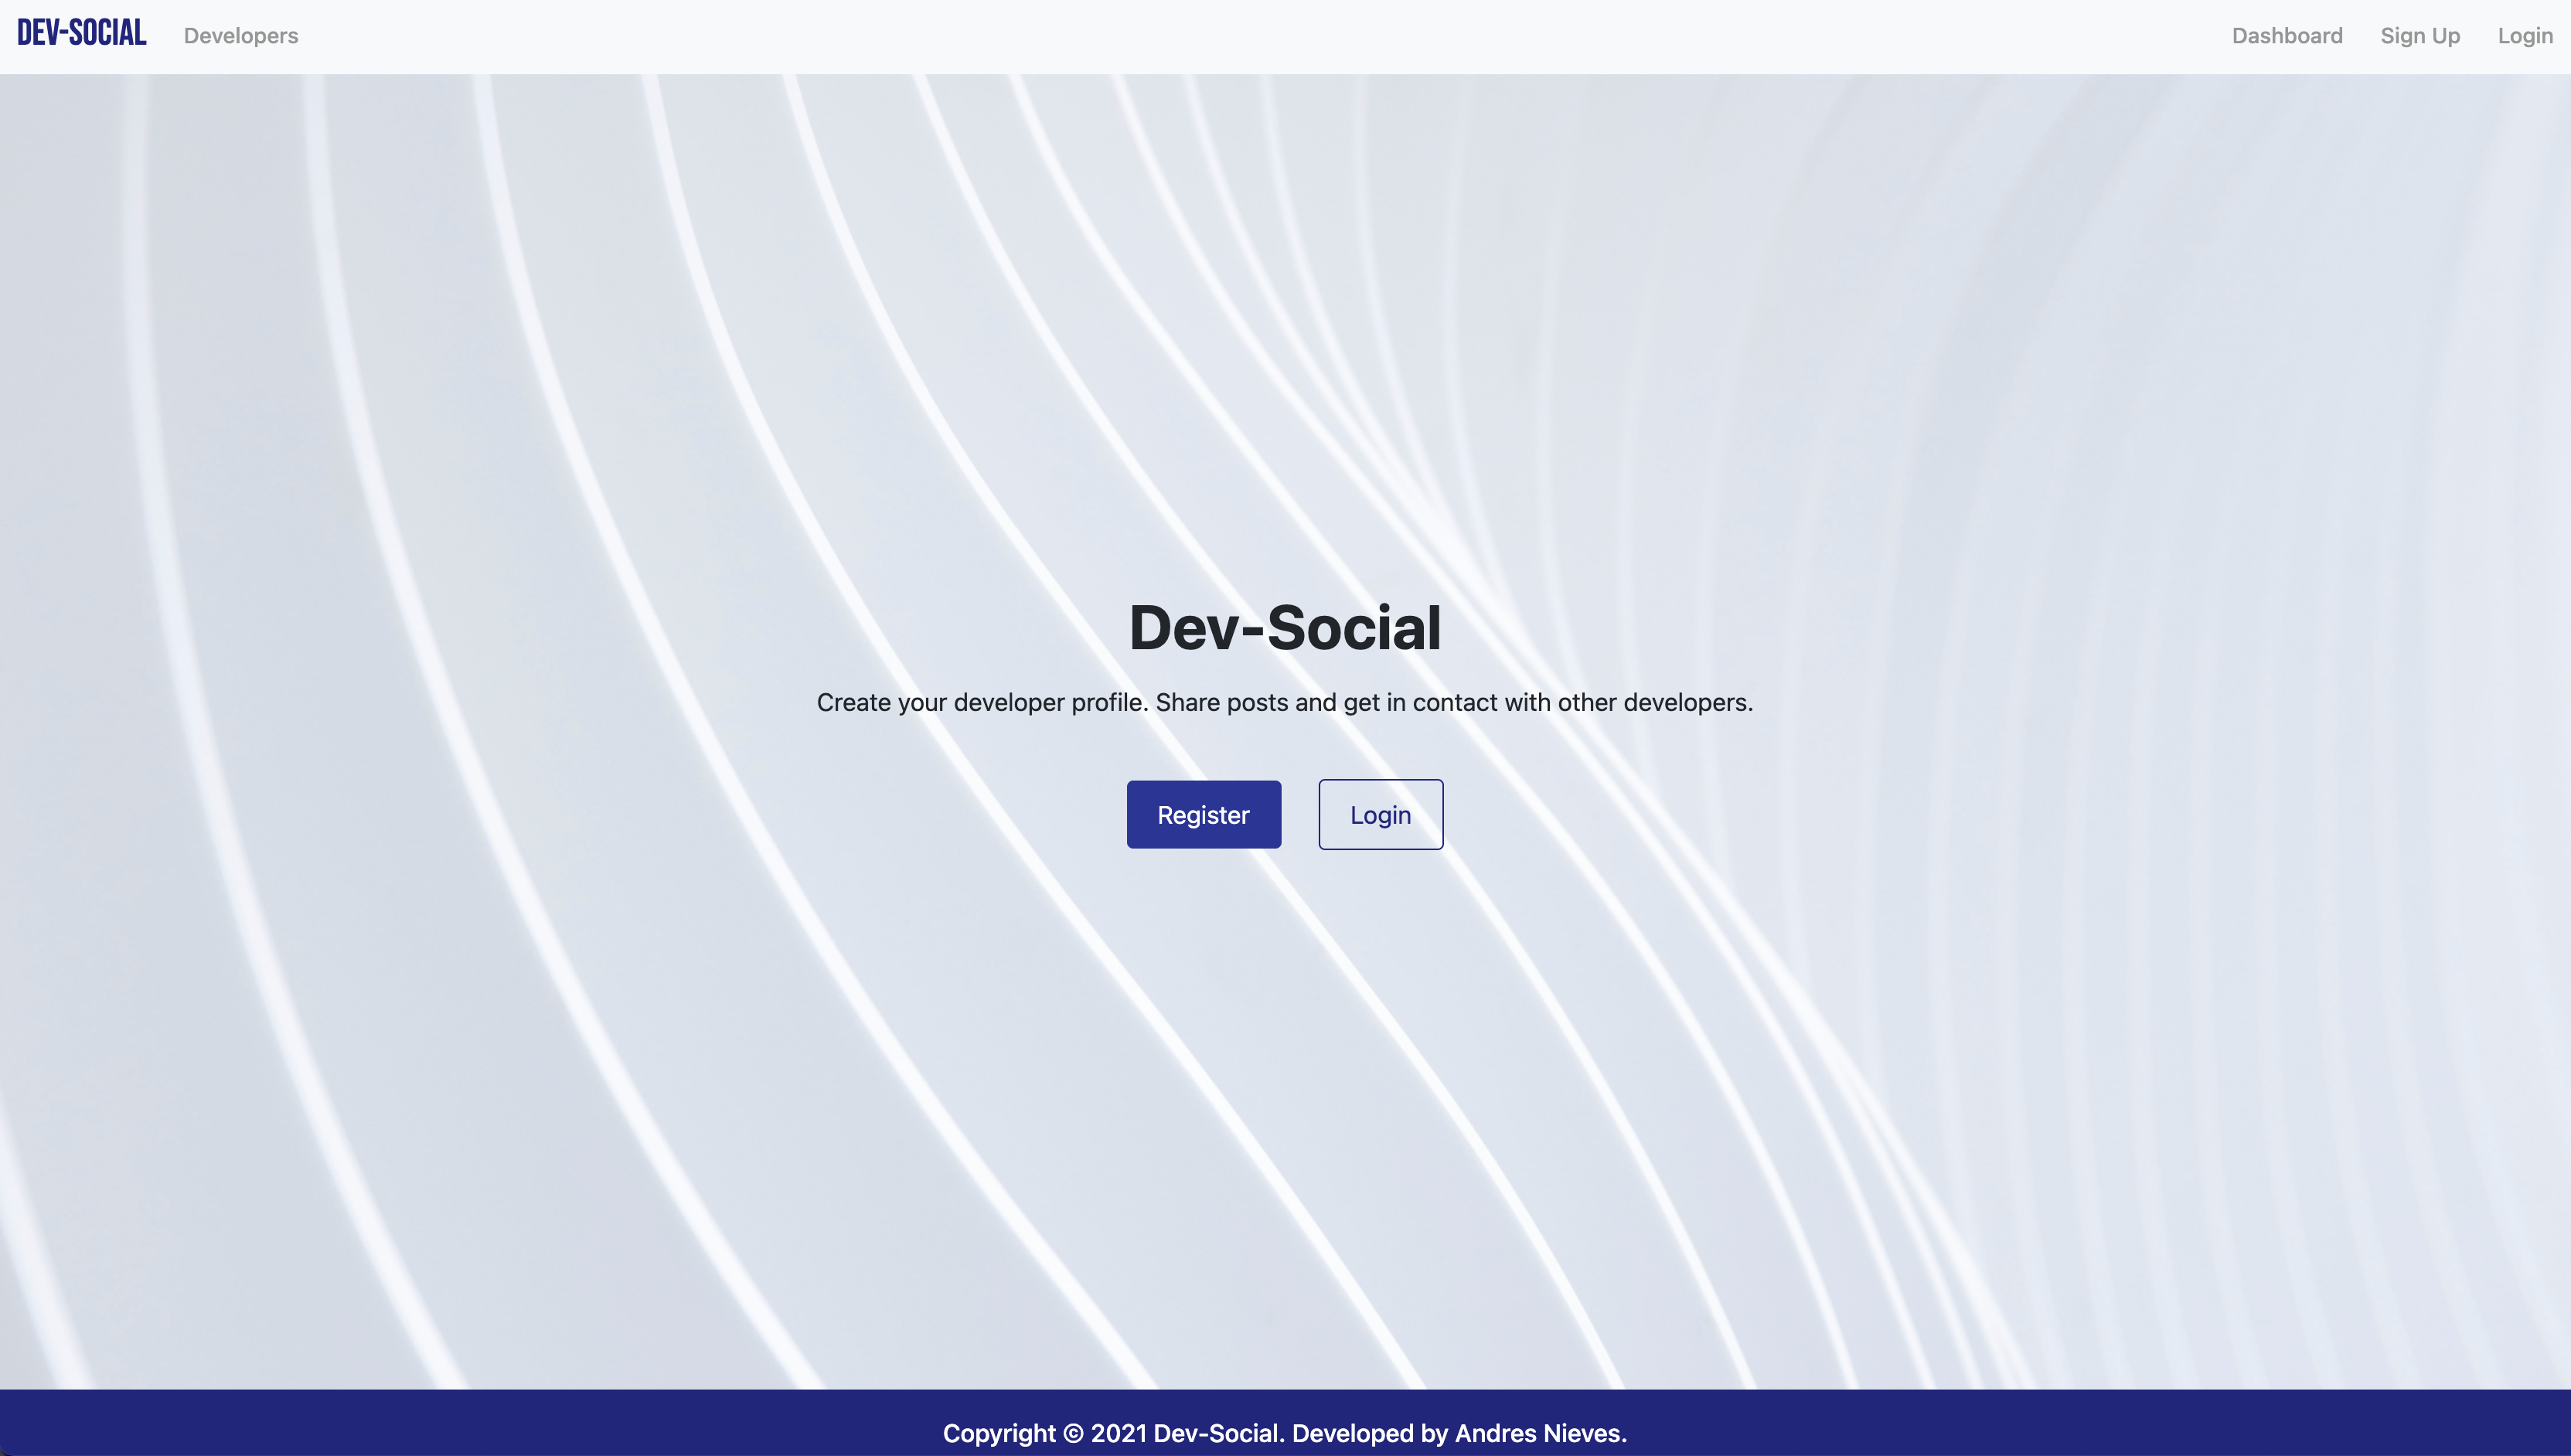 DEV-SOCIAL Developers Dashboard Sign Up Login
Dev-Social
Create your developer profile. Share posts and get in contact with other developers.
Register Login
Copyright © 2021 Dev-Social. Developed by Andres Nieves.